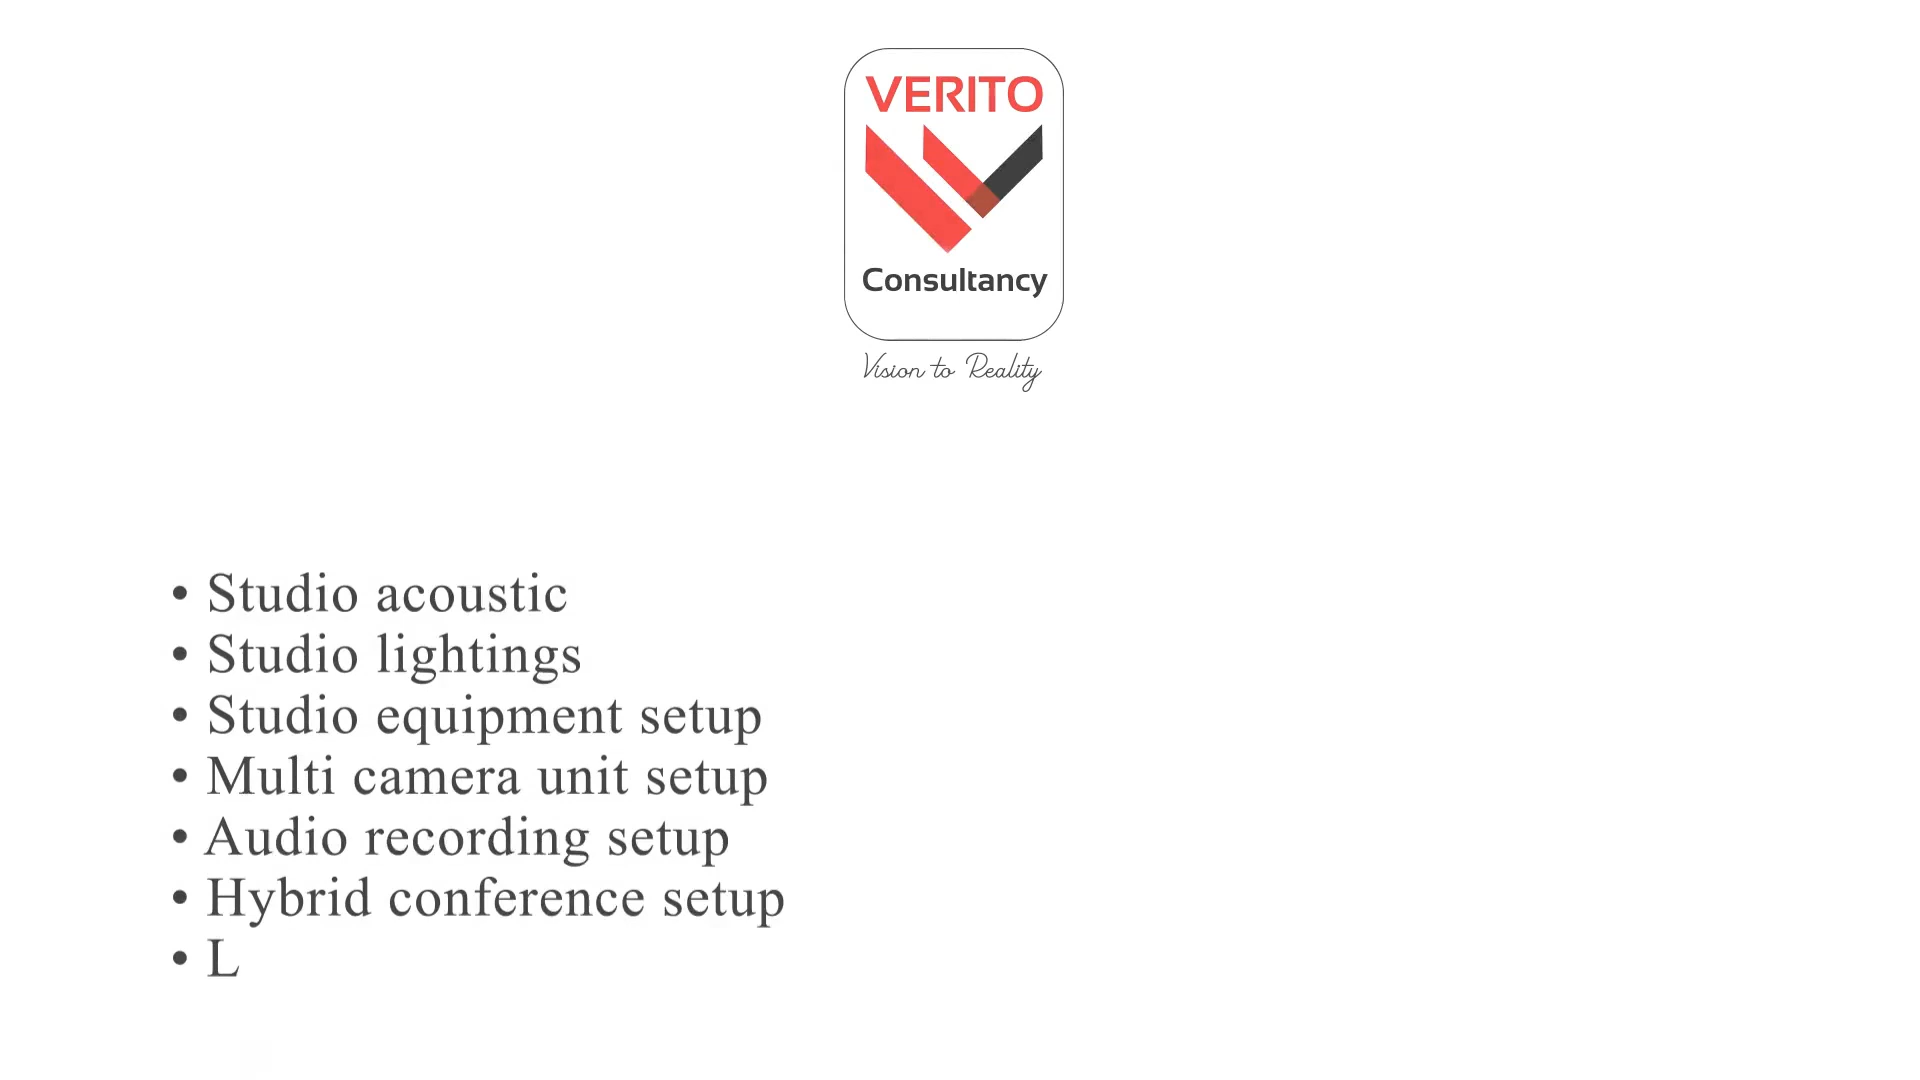 VERITO
Consultancy
Vision to Reality
• Studio acoustic
• Studio lightings
• Studio equipment setup
• Multi camera unit setup
• Audio recording setup
• Hybrid conference setup
• L